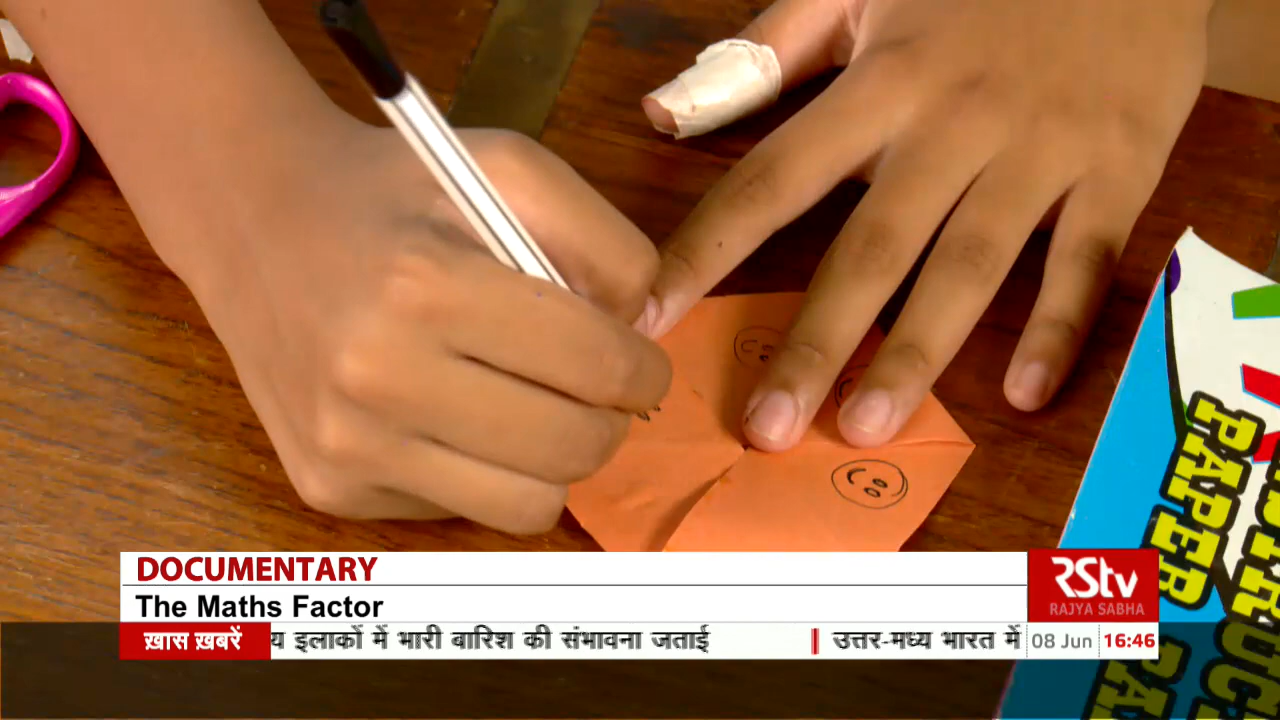 DOCUMENTARY
The Maths Factor
RSTV
RAJYA SABHA
ख़ास ख़बरें
य इलाकों में भारी बारिश की संभावना जताई
उत्तर-मध्य भारत में
08 Jun
16:46
PAPER